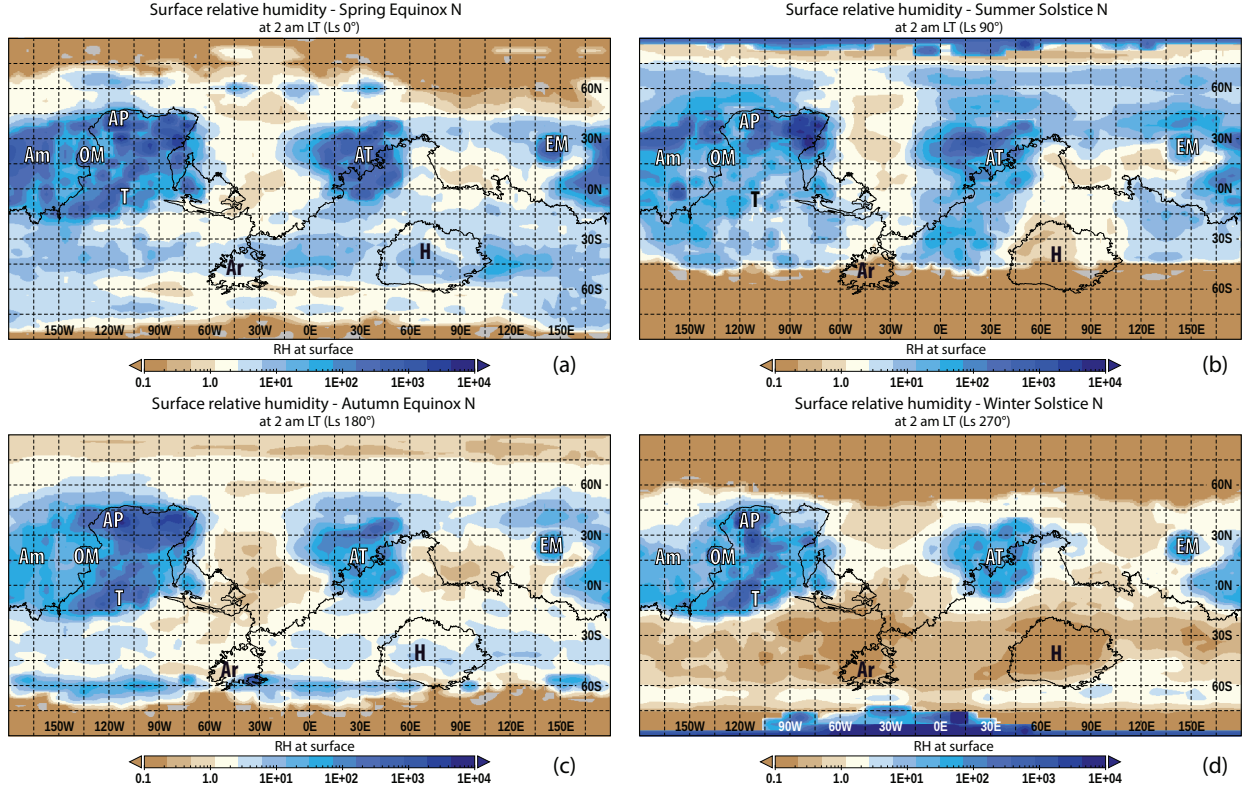 Surface relative humidity - Spring Equinox N
at 2 am LT (Ls 0°)
60N
AP
30N
Am
OM
AT
EM
T
0N
30S
H
Ar
60S
150W 120W 90W 60W 30W 0E 30E 60E 90E 120E 150E
RH at surface
0.1 1.0 1E+01 1E+02 1E+03 1E+04
(a)
Surface relative humidity - Summer Solstice N
at 2 am LT (Ls 90°)
60N
AP
30N
Am
OM
AT
EM
T
0N
30S
H
Ar
60S
150W 120W 90W 60W 30W 0E 30E 60E 90E 120E 150E
RH at surface
0.1 1.0 1E+01 1E+02 1E+03 1E+04
(b)
Surface relative humidity - Autumn Equinox N
at 2 am LT (Ls 180°)
60N
AP
30N
Am
OM
AT
EM
T
0N
30S
H
Ar
60S
150W 120W 90W 60W 30W 0E 30E 60E 90E 120E 150E
RH at surface
0.1 1.0 1E+01 1E+02 1E+03 1E+04
(c)
Surface relative humidity - Winter Solstice N
at 2 am LT (Ls 270°)
60N
AP
30N
Am
OM
AT
EM
T
0N
30S
H
Ar
60S
150W 120W 90W 60W 30W 0E 30E 60E 90E 120E 150E
RH at surface
0.1 1.0 1E+01 1E+02 1E+03 1E+04
(d)